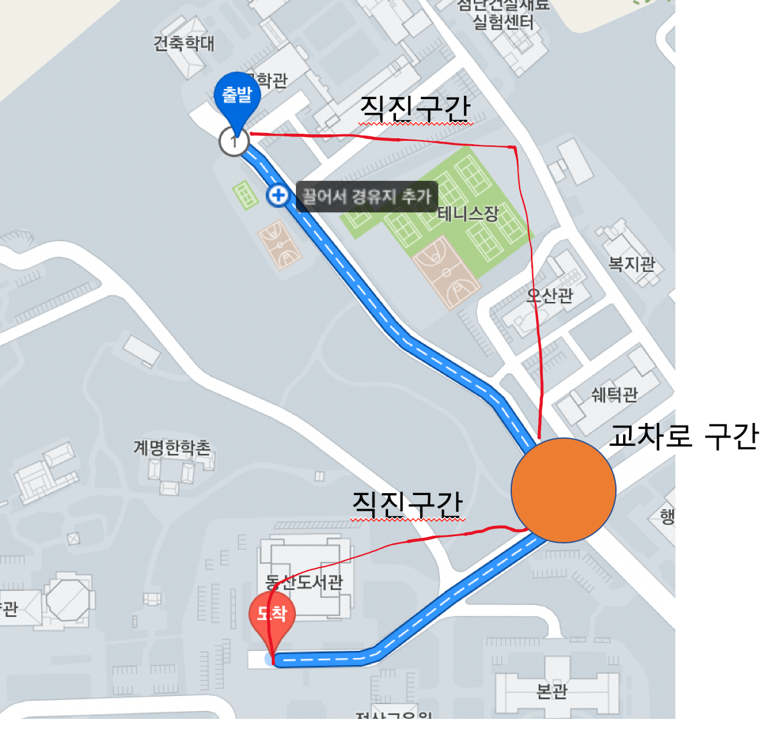 첨단건설재료
실험센터
건축학대
공학관
출발
1
직진구간
끌어서 경유지 추가
테니스장
복지관
오산관
쉐턱관
교차로 구간
계명한학촌
직진구간
행
동산도서관
관
도착
본관